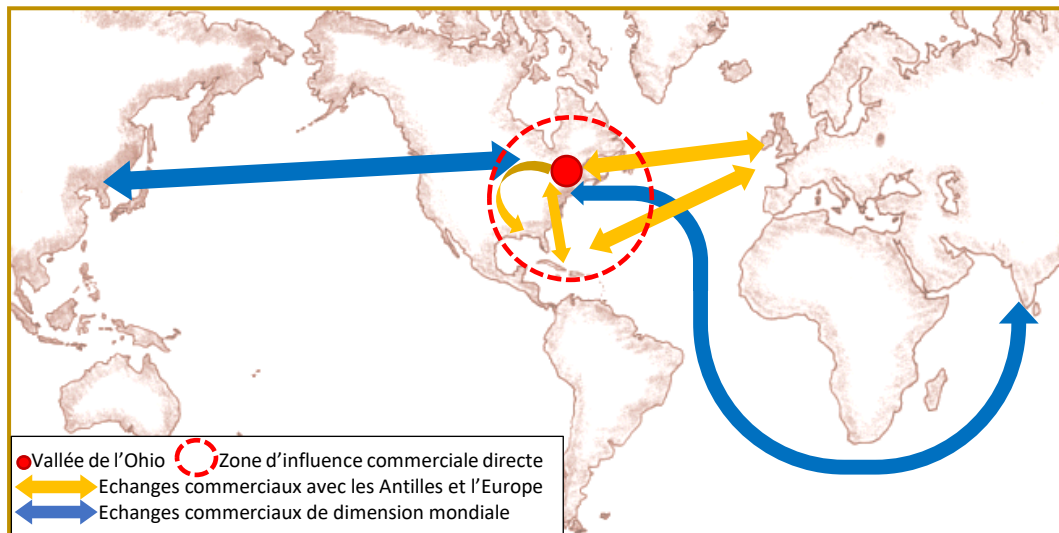 Vallée de l'Ohio Zone d'influence commerciale directe
Echanges commerciaux avec les Antilles et l'Europe
Echanges commerciaux de dimension mondiale